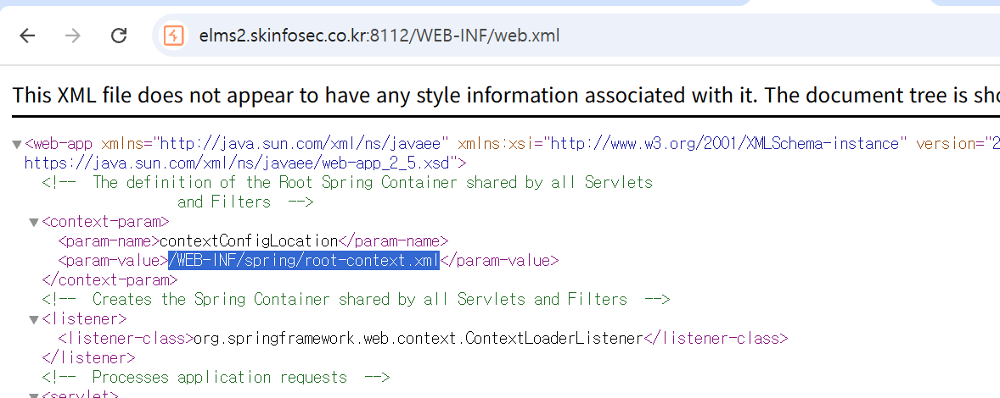 elms2.skinfosec.co.kr:8112/WEB-INF/web.xml
This XML file does not appear to have any style information associated with it. The document tree is
<web-app xmlns="http://java.sun.com/xml/ns/javaee" xmlns:xsi="http://www.w3.org/2001/XMLSchema-instance" version="2
https://java.sun.com/xml/ns/javaee/web-app_2_5.xsd">
<!-- The definition of the Root Spring Container shared by all Servlets
and Filters -->
<context-param>
<param-name>contextConfigLocation</param-name>
<param-value>/WEB-INF/spring/root-context.xml</param-value>
</context-param>
<!-- Creates the Spring Container shared by all Servlets and Filters -->
<listener>
<listener-class>org.springframework.web.context.ContextLoaderListener</listener-class>
</listener>
<!-- Processes application requests -->
<servlet>